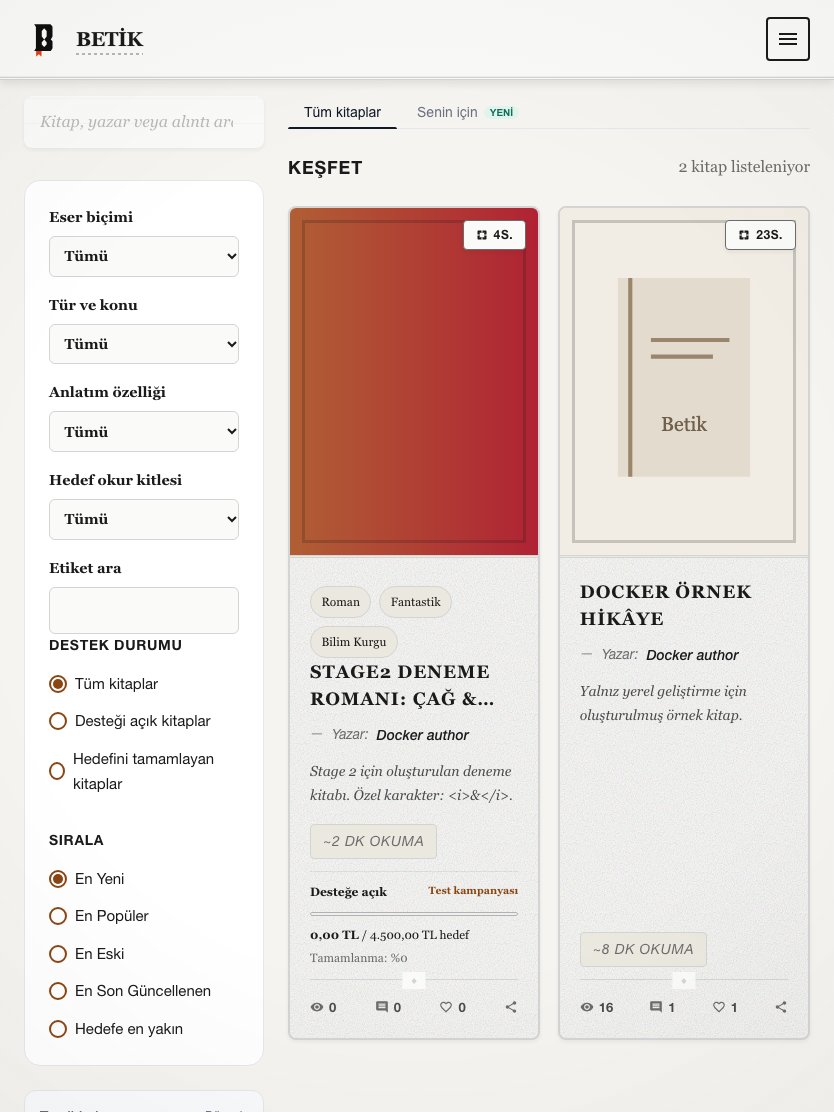 BETİK
Kitap, yazar veya alıntı ara
Tüm kitaplar
Senin için YENİ
KEŞFET
2 kitap listeleniyor
Eser biçimi
Tümü
Tür ve konu
Tümü
Anlatım özelliği
Tümü
Hedef okur kitlesi
Tümü
Etiket ara
DESTEK DURUMU
Tüm kitaplar
Desteği açık kitaplar
Hedefini tamamlayan
kitaplar
SIRALA
En Yeni
En Popüler
En Eski
En Son Güncellenen
Hedefe en yakın
4S.
Roman Fantastik
Bilim Kurgu
STAGE2 DENEME
ROMANI: ÇAĞ &...
— Yazar: Docker author
Stage 2 için oluşturulan deneme
kitabı. Özel karakter: <i>&</i>.
~2 DK OKUMA
Desteğe açık Test kampanyası
0,00 TL / 4.500,00 TL hedef
Tamamlanma: %0
0 0 0
23S.
Betik
DOCKER ÖRNEK
HİKÂYE
— Yazar: Docker author
Yalnız yerel geliştirme için
oluşturulmuş örnek kitap.
~8 DK OKUMA
16 1 1